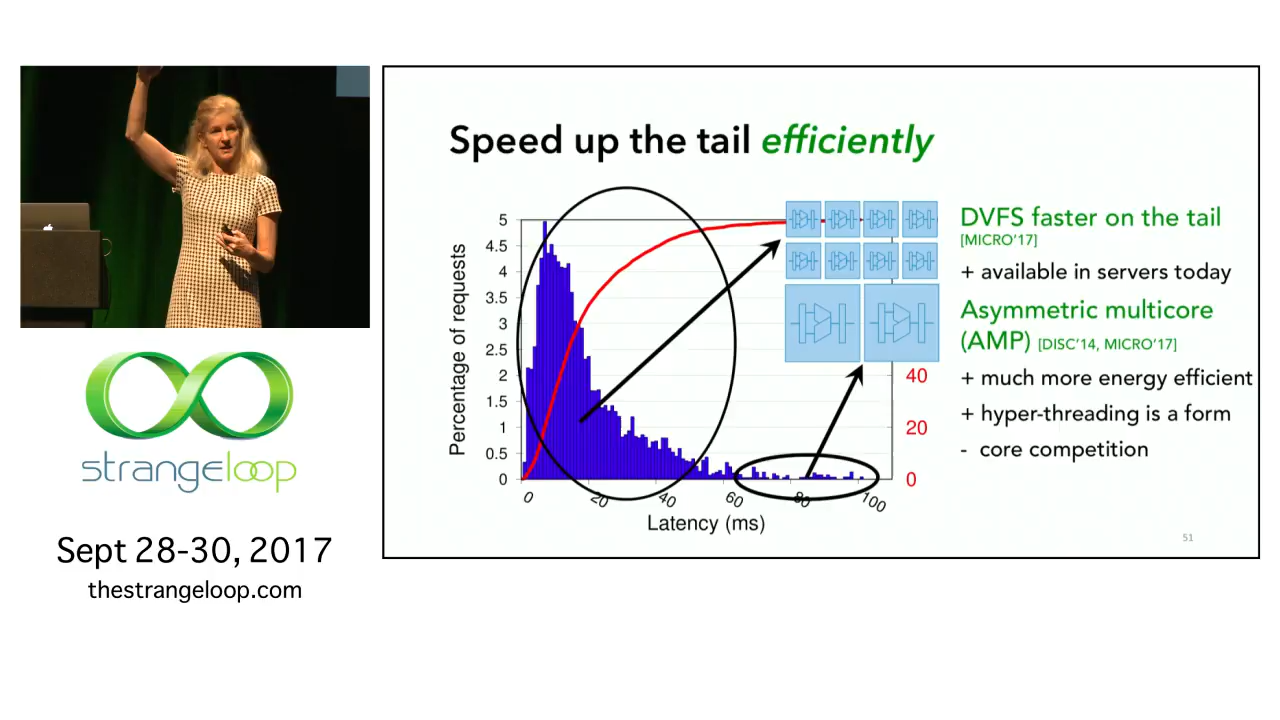 Speed up the tail efficiently
5
4.5
4
3.5
3
2.5
2
1.5
1
0.5
0
Percentage of requests
0
20
40
60
80
100
Latency (ms)
40
20
0
DVFS faster on the tail
[MICRO'17]
+ available in servers today
Asymmetric multicore
(AMP) [DISC'14, MICRO'17]
+ much more energy efficient
+ hyper-threading is a form
- core competition
51
strangeloop
Sept 28-30, 2017
thestrangeloop.com